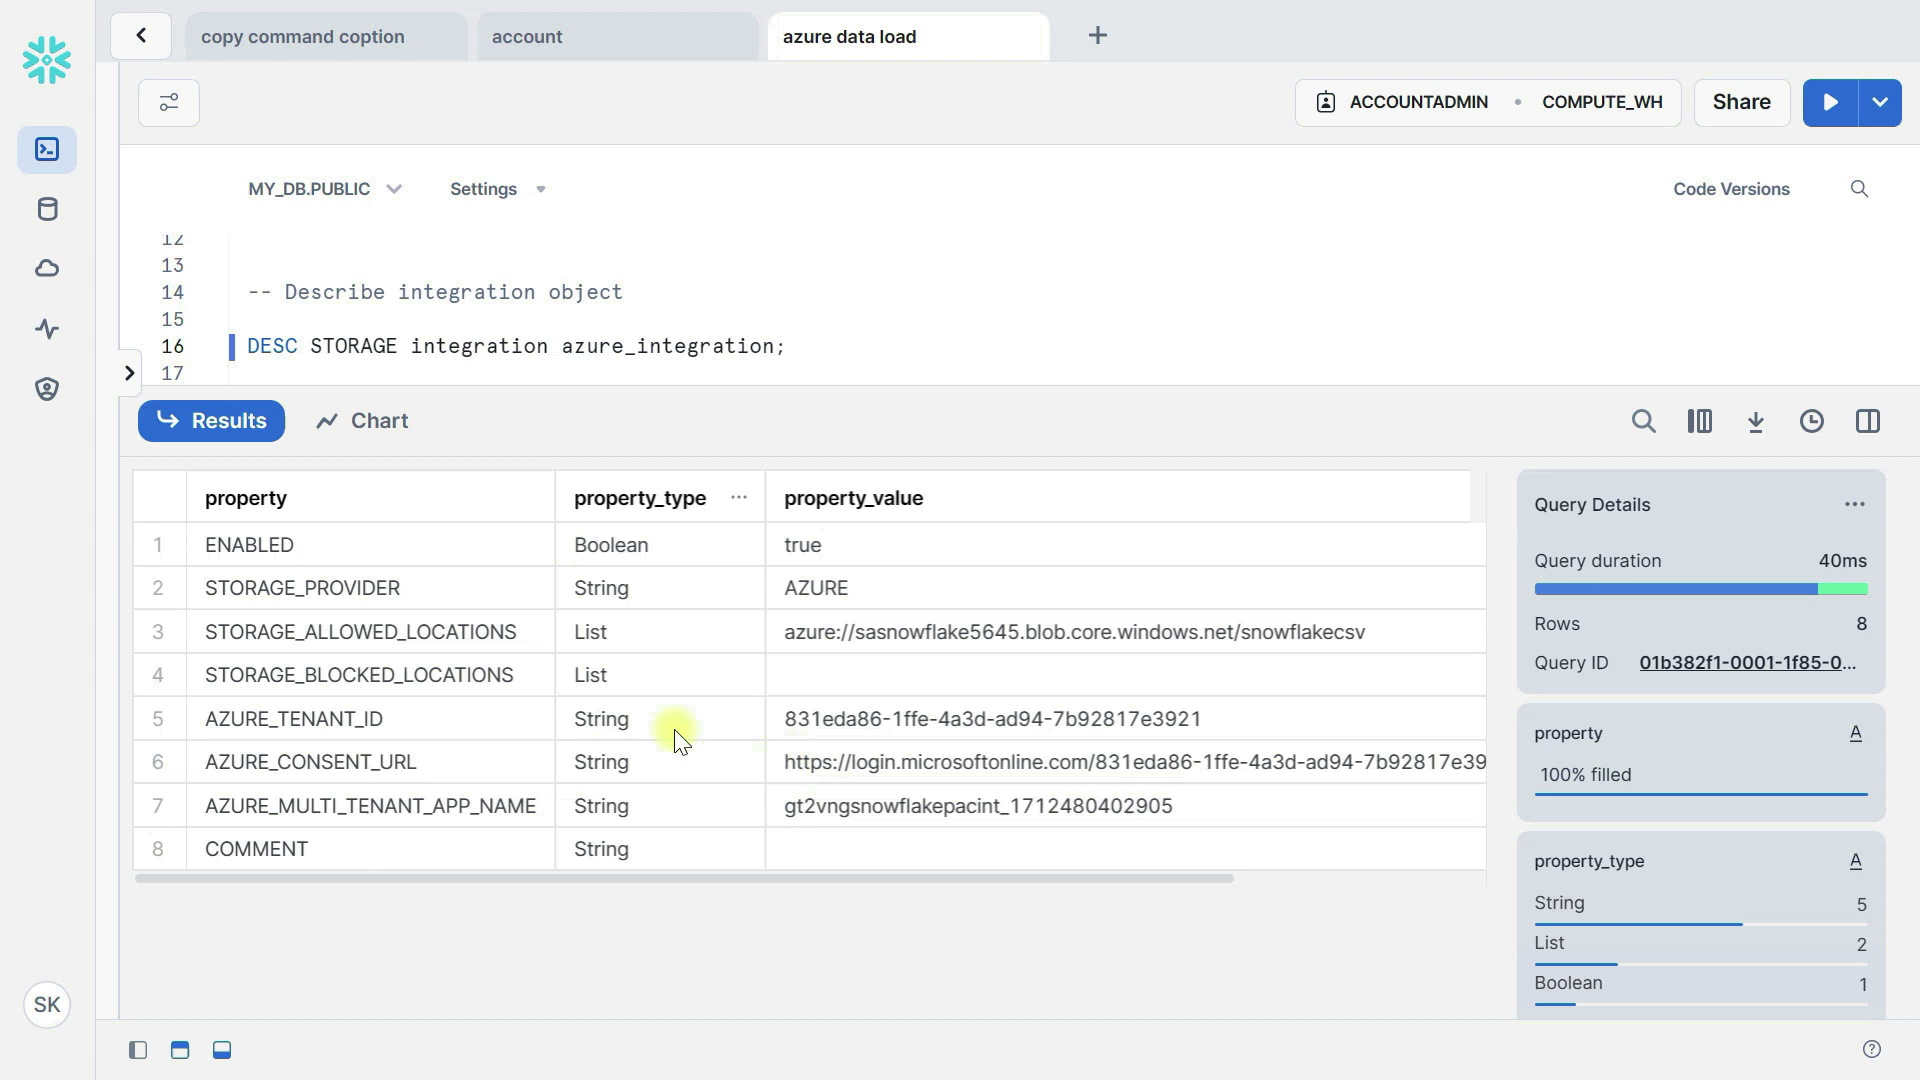 copy command coption
account
azure data load
+
ACCOUNTADMIN • COMPUTE_WH
Share
MY_DB.PUBLIC
Settings
Code Versions
12
13
14 -- Describe integration object
15
16 DESC STORAGE integration azure_integration;
17
Results
Chart
property property_type ... property_value
1 ENABLED Boolean true
2 STORAGE_PROVIDER String AZURE
3 STORAGE_ALLOWED_LOCATIONS List azure://sasnowflake5645.blob.core.windows.net/snowflakecsv
4 STORAGE_BLOCKED_LOCATIONS List
5 AZURE_TENANT_ID String 831eda86-1ffe-4a3d-ad94-7b92817e3921
6 AZURE_CONSENT_URL String https://login.microsoftonline.com/831eda86-1ffe-4a3d-ad94-7b92817e39
7 AZURE_MULTI_TENANT_APP_NAME String gt2vngsnowflakepacint_1712480402905
8 COMMENT String
Query Details ...
Query duration 40ms
Rows 8
Query ID 01b382f1-0001-1f85-0...
property A
100% filled
property_type A
String 5
List 2
Boolean 1
SK